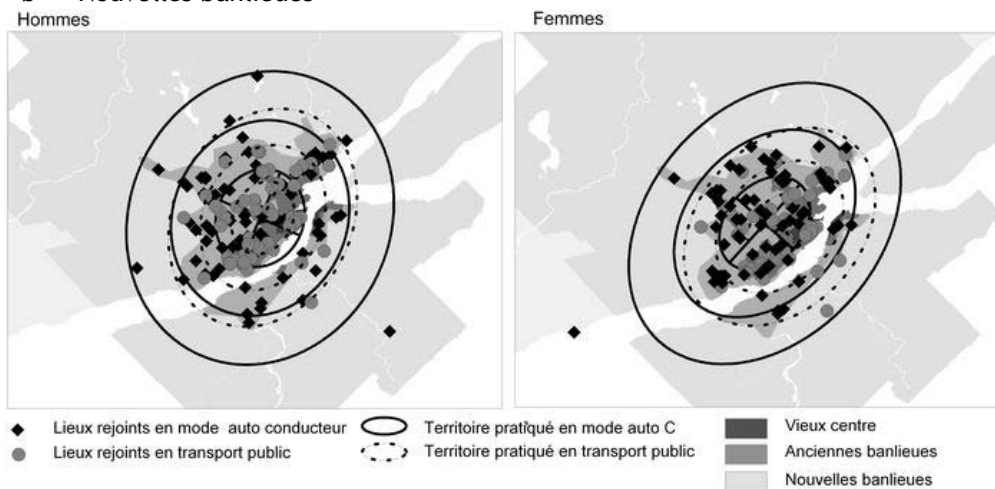 b Nouvelles banlieues
Hommes
Femmes
Lieux rejoints en mode auto conducteur
Lieux rejoints en transport public
Territoire pratiqué en mode auto C
Territoire pratiqué en transport public
Vieux centre
Anciennes banlieues
Nouvelles banlieues